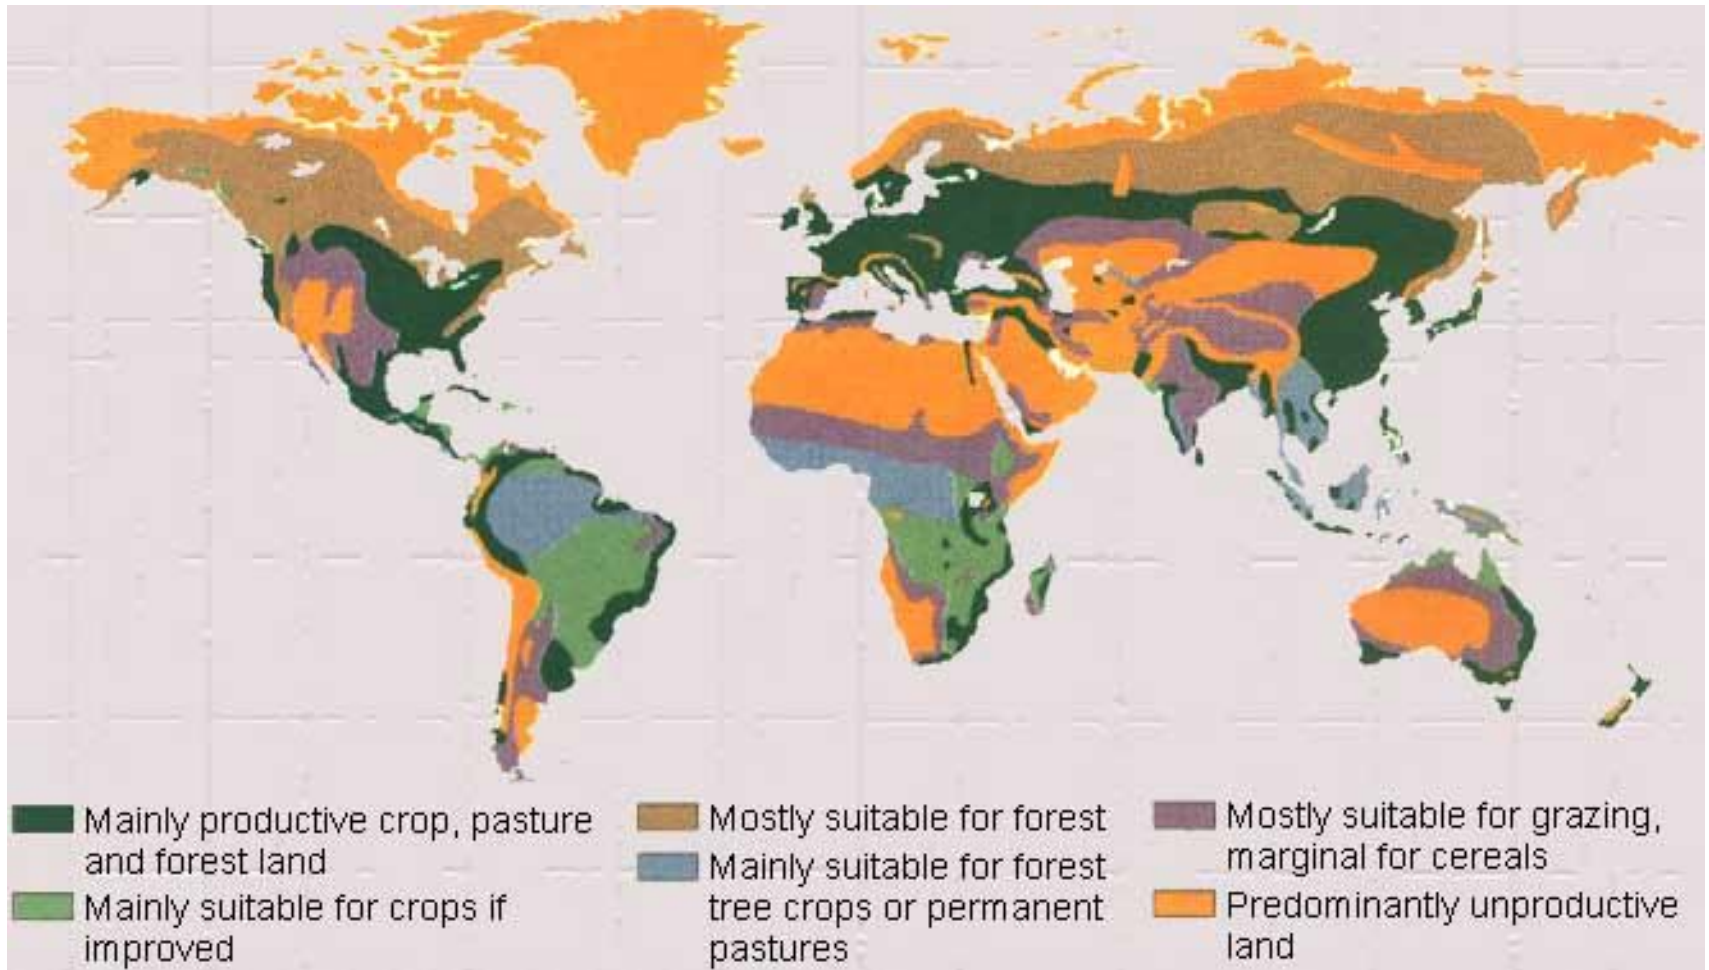 Mainly productive crop, pasture
and forest land
Mainly suitable for crops if
improved
Mostly suitable for forest
Mainly suitable for forest
tree crops or permanent
pastures
Mostly suitable for grazing,
marginal for cereals
Predominantly unproductive
land